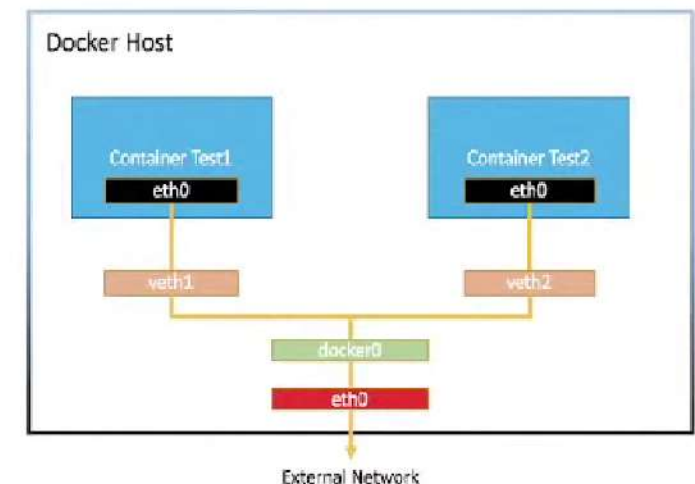 Docker Host
Container Test1
Container Test2
eth0
eth0
veth1
veth2
docker0
eth0
External Network